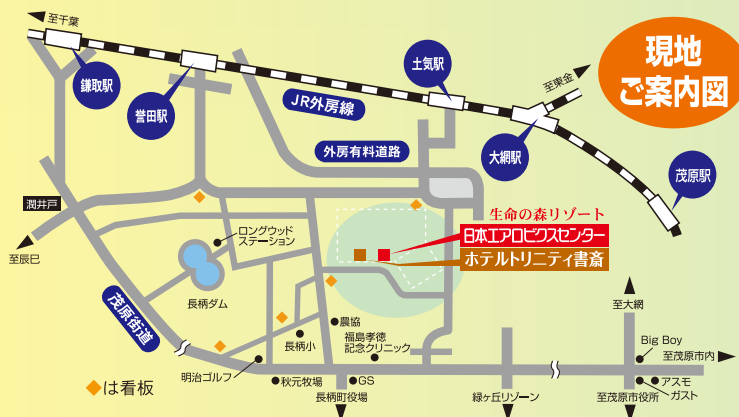 至千葉
現地
ご案内図
鎌取駅
誉田駅
土気駅
至東金
JR外房線
大網駅
外房有料道路
茂原駅
潤井戸
生命の森リゾート
日本エアロビクスセンター
ホテルトリニティ書斎
ロングウッド
ステーション
至辰巳
長柄ダム
至大網
茂原街道
農協
福島孝徳
記念クリニック
長柄小
Big Boy
至茂原市内
明治ゴルフ
秋元牧場
GS
アスモ
ガスト
◆は看板
長柄町役場
緑ヶ丘リゾーン
至茂原市役所